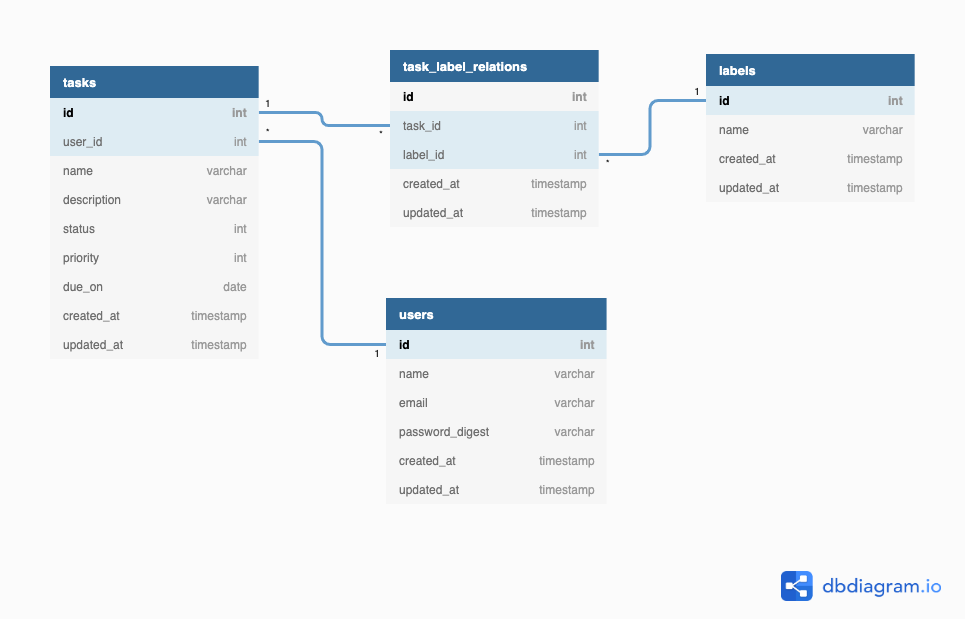 tasks
id int
user_id int
name varchar
description varchar
status int
priority int
due_on date
created_at timestamp
updated_at timestamp
1
*
task_label_relations
id int
task_id int
label_id int
created_at timestamp
updated_at timestamp
*
*
labels
id int
name varchar
created_at timestamp
updated_at timestamp
1
users
id int
name varchar
email varchar
password_digest varchar
created_at timestamp
updated_at timestamp
1
dbdiagram.io